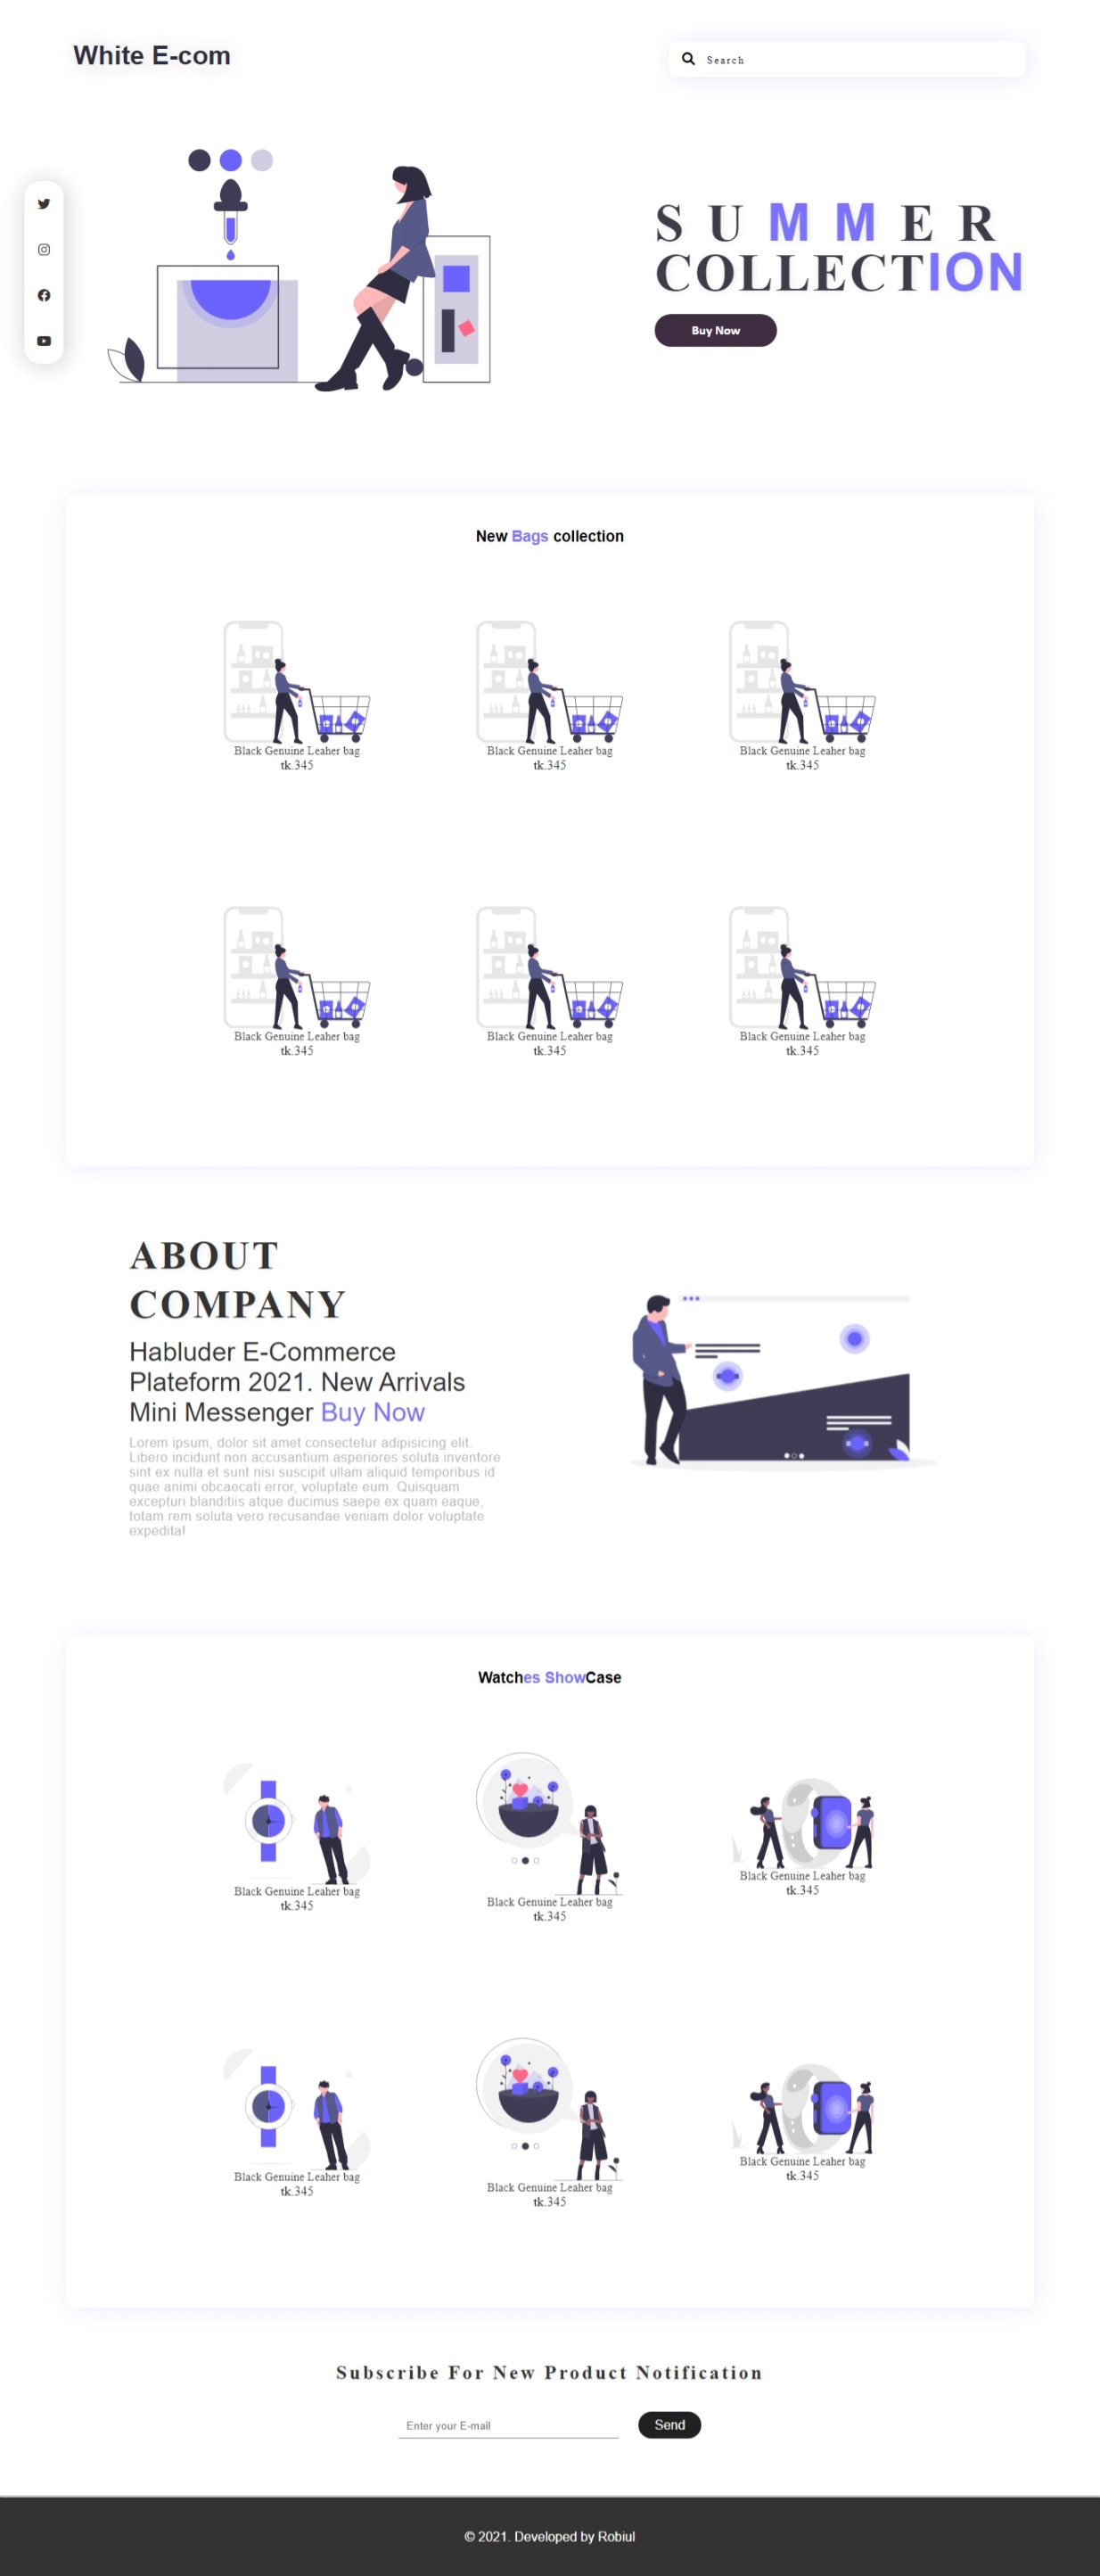 White E-com
Search
SUMMER
COLLECTION
Buy Now
New Bags collection
Black Genuine Leaher bag
tk.345
Black Genuine Leaher bag
tk.345
Black Genuine Leaher bag
tk.345
Black Genuine Leaher bag
tk.345
Black Genuine Leaher bag
tk.345
Black Genuine Leaher bag
tk.345
ABOUT
COMPANY
Habluder E-Commerce
Plateform 2021. New Arrivals
Mini Messenger Buy Now
Lorem ipsum, dolor sit amet consectetur adipisicing elit.
Libero incidunt non accusantium asperiores soluta inventore
sint ex nulla et sunt nisi suscipit ullam aliquid temporibus id
quae animi obcaecati error, voluptate eum. Quisquam
excepturi blanditiis atque ducimus saepe ex quam eaque,
totam rem soluta vero recusandae veniam dolor voluptate
expedita!
Watches ShowCase
Black Genuine Leaher bag
tk.345
Black Genuine Leaher bag
tk.345
Black Genuine Leaher bag
tk.345
Black Genuine Leaher bag
tk.345
Black Genuine Leaher bag
tk.345
Black Genuine Leaher bag
tk.345
Subscribe For New Product Notification
Enter your E-mail
Send
© 2021. Developed by Robiul